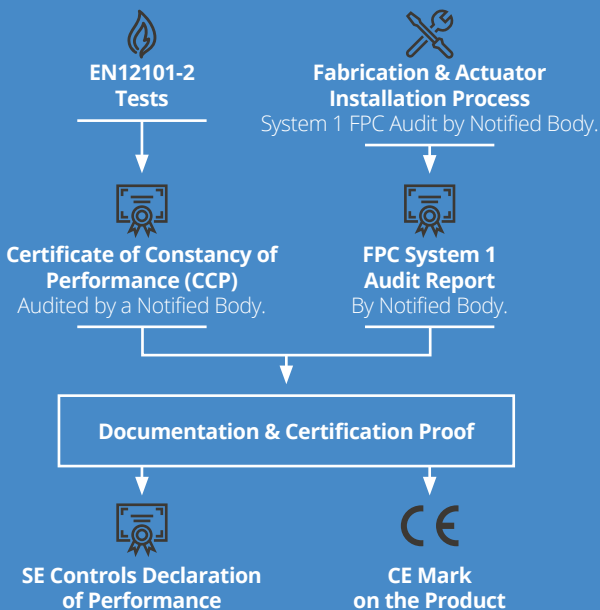 EN12101-2
Tests
Fabrication & Actuator
Installation Process
System 1 FPC Audit by Notified Body.
Certificate of Constancy of
Performance (CCP)
Audited by a Notified Body.
FPC System 1
Audit Report
By Notified Body.
Documentation & Certification Proof
SE Controls Declaration
of Performance
CE
CE Mark
on the Product